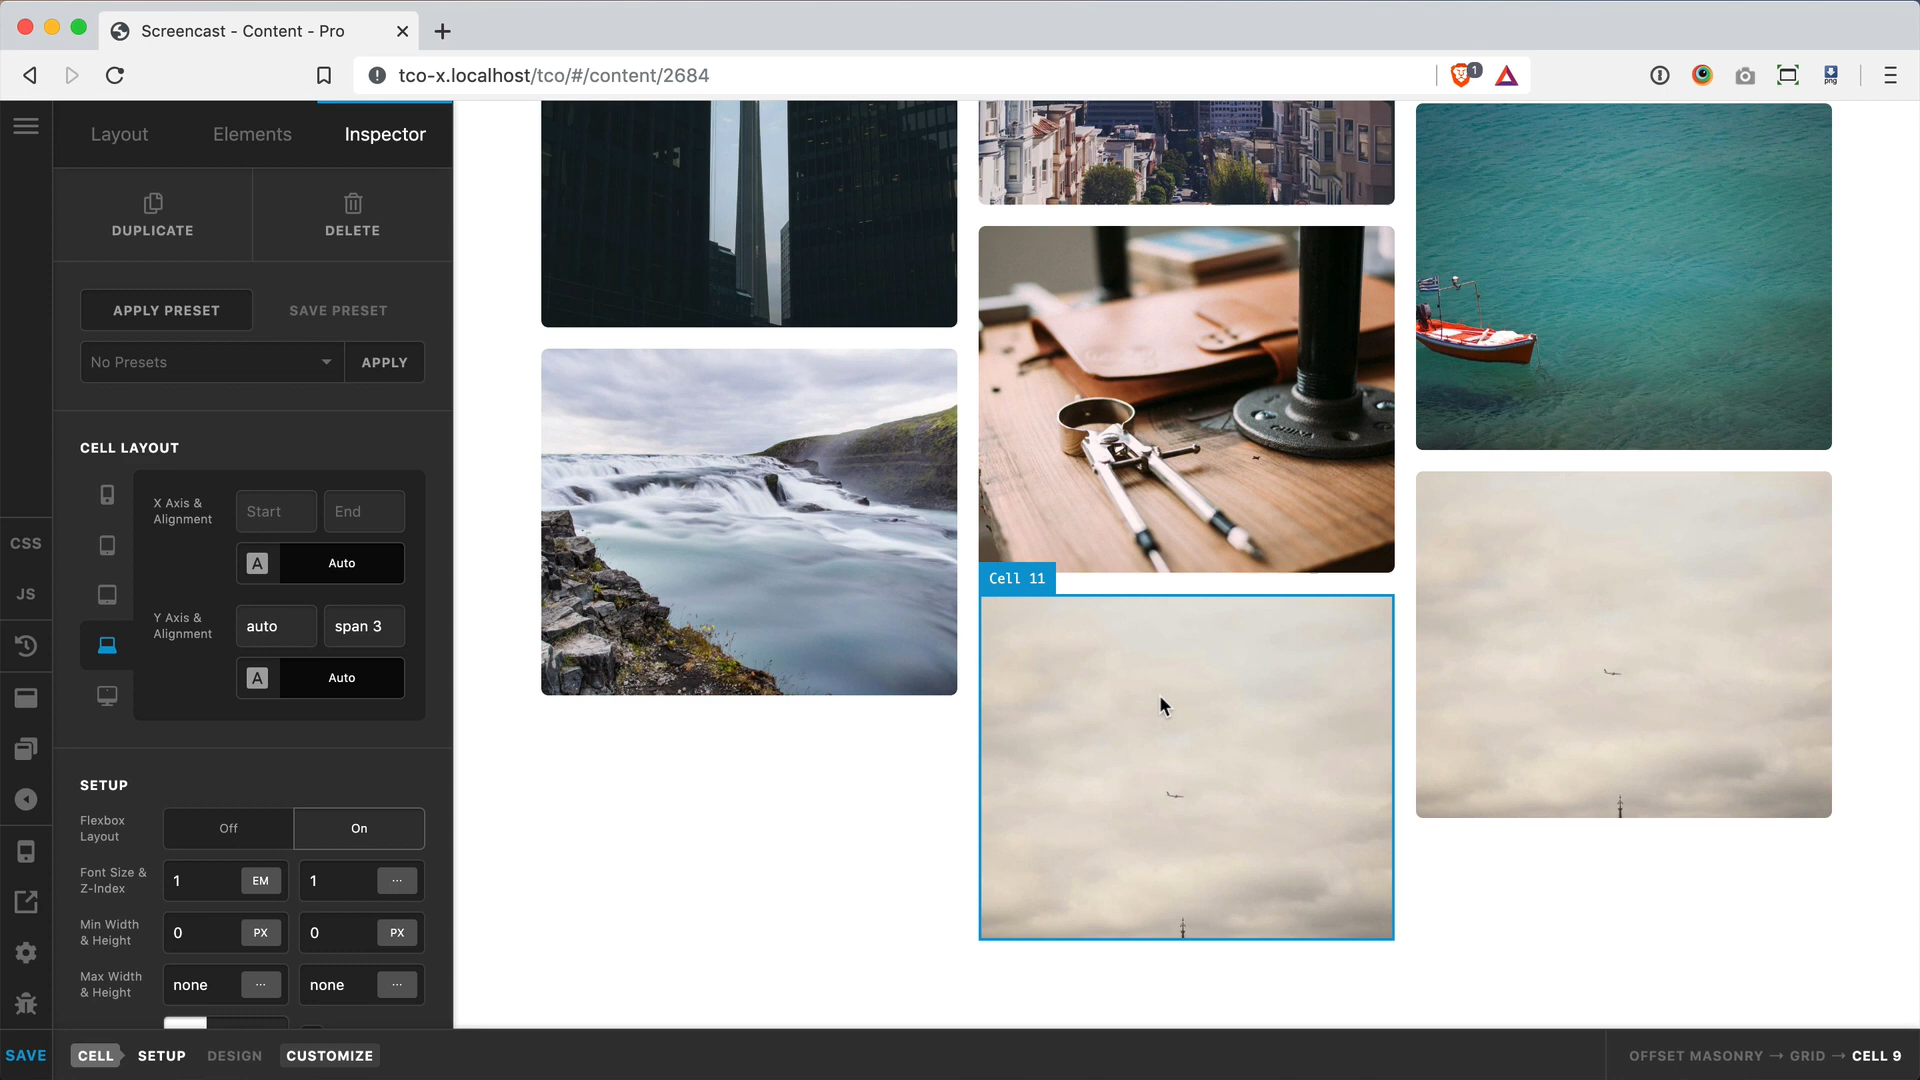 Screencast - Content - Pro
tco-x.localhost/tco/#/content/2684
1
png
Layout
Elements
Inspector
DUPLICATE
DELETE
APPLY PRESET
SAVE PRESET
No Presets
APPLY
CELL LAYOUT
X Axis &
Alignment
Start
End
A
Auto
Y Axis &
Alignment
auto
span 3
A
Auto
CSS
JS
SETUP
Flexbox
Layout
Off
On
Font Size &
Z-Index
1
EM
1
...
Min Width
& Height
0
PX
0
PX
Max Width
& Height
none
...
none
...
CHINA
Cell 11
SAVE
CELL
SETUP
DESIGN
CUSTOMIZE
OFFSET MASONRY → GRID → CELL 9